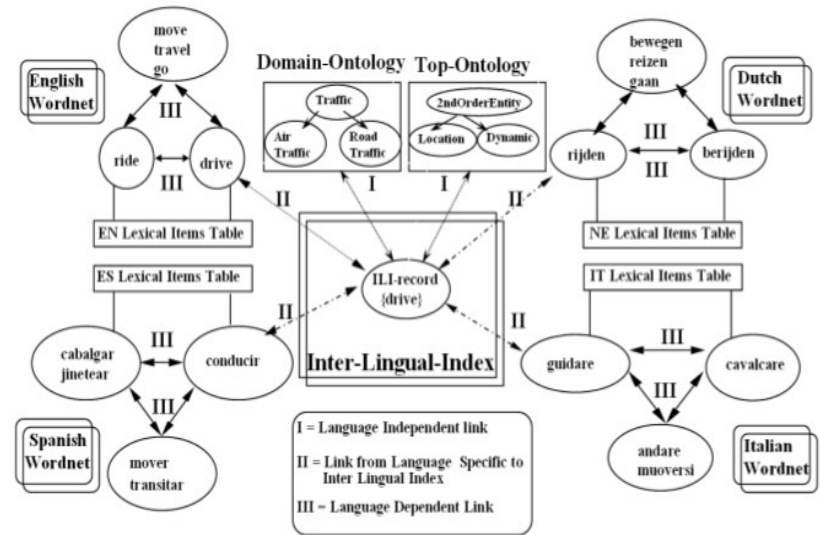 move
travel
go
English
Wordnet
III
ride
III
drive
EN Lexical Items Table
Domain-Ontology
Traffic
Air
Traffic
Road
Traffic
Top-Ontology
2ndOrderEntity
Location
Dynamic
I
I
II
II
bewegen
reizen
gaan
Dutch
Wordnet
III
rijden
III
berijden
NE Lexical Items Table
ES Lexical Items Table
II
III
cabalgar
jinetear
conducir
III
Spanish
Wordnet
mover
transitar
ILI-record
{drive}
Inter-Lingual-Index
IT Lexical Items Table
II
III
guidare
cavalcare
III
andare
muoversi
Italian
Wordnet
I = Language Independent link
II = Link from Language Specific to
Inter Lingual Index
III = Language Dependent Link